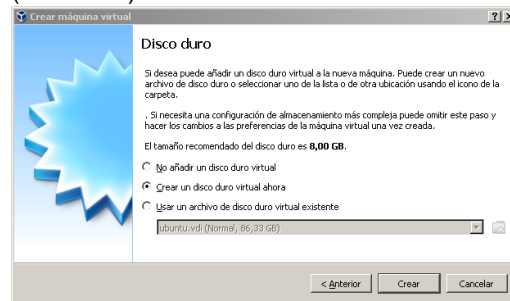 Crear máquina virtual
Disco duro
Si desea puede añadir un disco duro virtual a la nueva máquina. Puede crear un nuevo
archivo de disco duro o seleccionar uno de la lista o de otra ubicación usando el icono de la
carpeta.
. Si necesita una configuración de almacenamiento más compleja puede omitir este paso y
hacer los cambios a las preferencias de la máquina virtual una vez creada.
El tamaño recomendado del disco duro es 8,00 GB.
No añadir un disco duro virtual
Crear un disco duro virtual ahora
Usar un archivo de disco duro virtual existente
ubuntu.vdi (Normal, 86,33 GB)
< Anterior Crear Cancelar